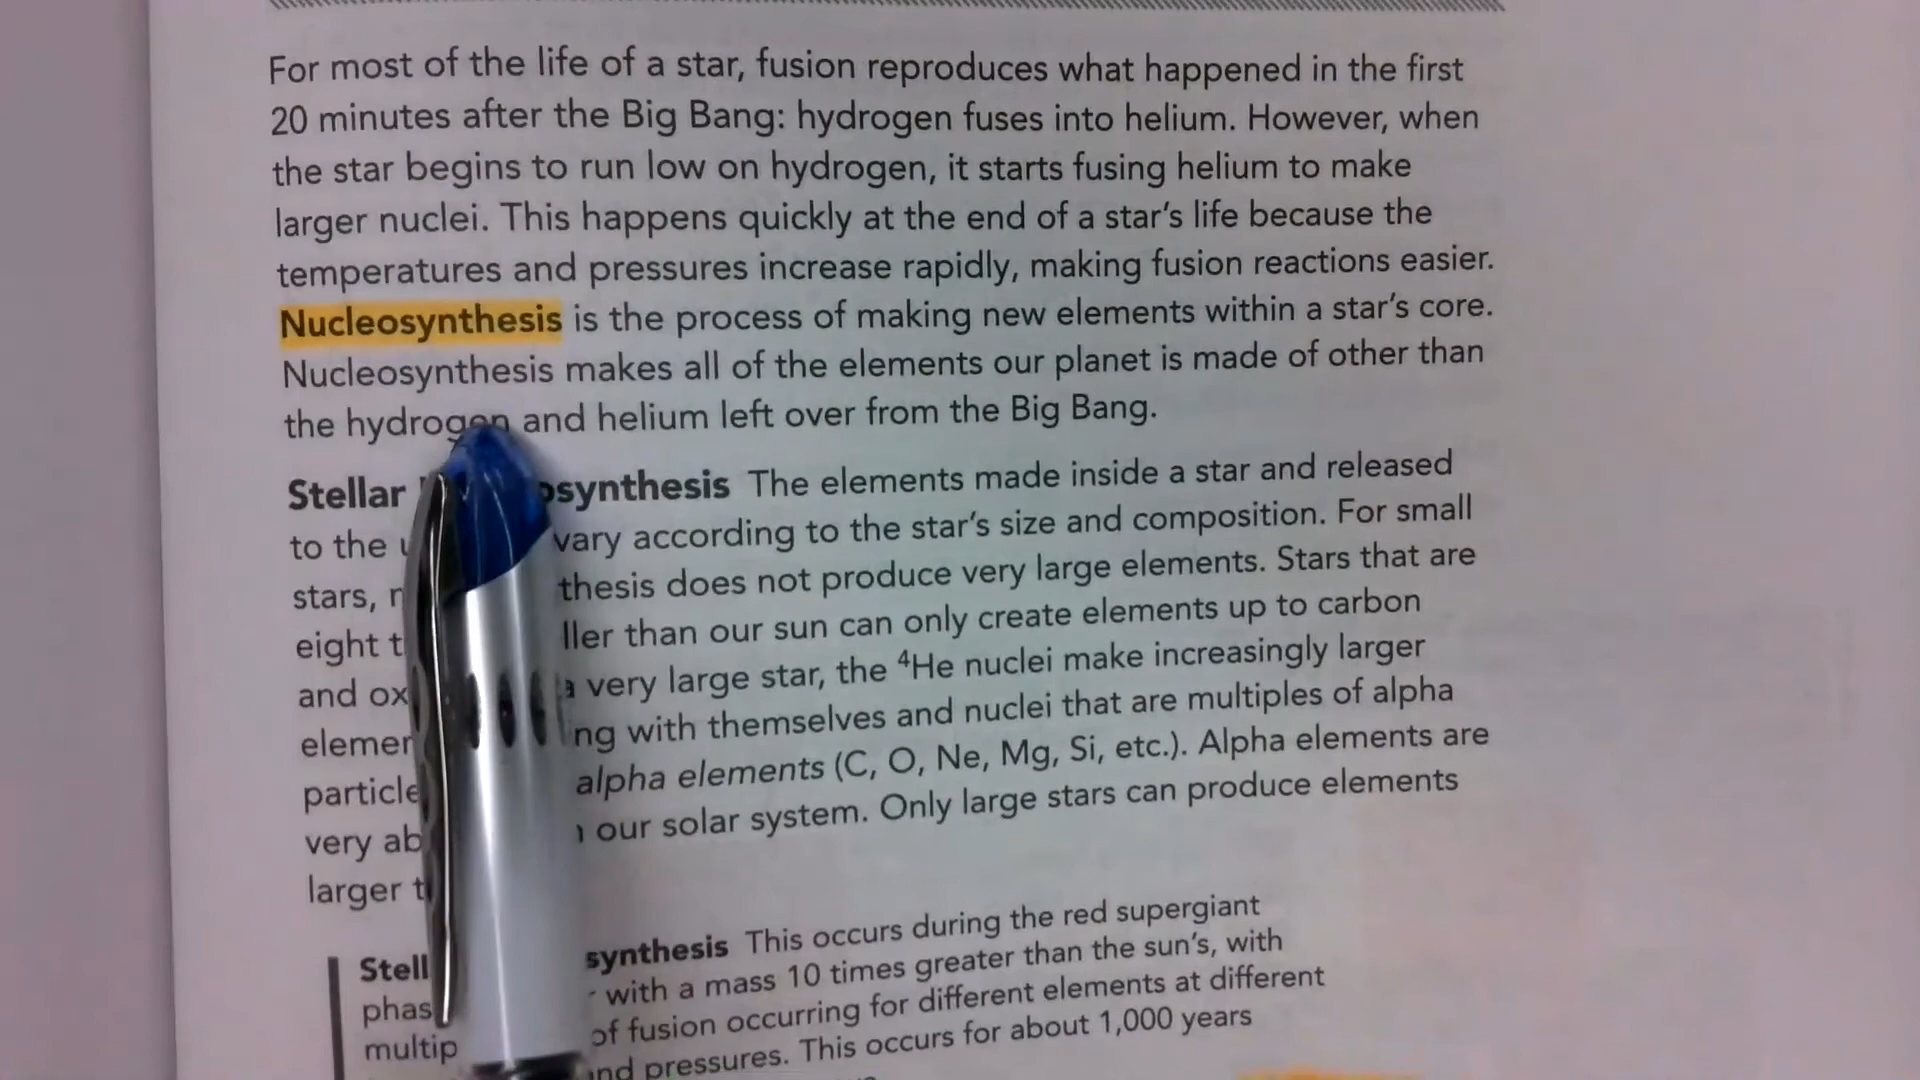 For most of the life of a star, fusion reproduces what happened in the first
20 minutes after the Big Bang: hydrogen fuses into helium. However, when
the star begins to run low on hydrogen, it starts fusing helium to make
larger nuclei. This happens quickly at the end of a star's life because the
temperatures and pressures increase rapidly, making fusion reactions easier.
Nucleosynthesis is the process of making new elements within a star's core.
Nucleosynthesis makes all of the elements our planet is made of other than
the hydrogen and helium left over from the Big Bang.
Stellar osynthesis The elements made inside a star and released
to the vary according to the star's size and composition. For small
stars, thesis does not produce very large elements. Stars that are
eight t ller than our sun can only create elements up to carbon
and ox a very large star, the ⁴He nuclei make increasingly larger
elemen ng with themselves and nuclei that are multiples of alpha
particle alpha elements (C, O, Ne, Mg, Si, etc.). Alpha elements are
very ab our solar system. Only large stars can produce elements
larger t
Stell synthesis This occurs during the red supergiant
phas with a mass 10 times greater than the sun's, with
multip of fusion occurring for different elements at different
nd pressures. This occurs for about 1,000 years